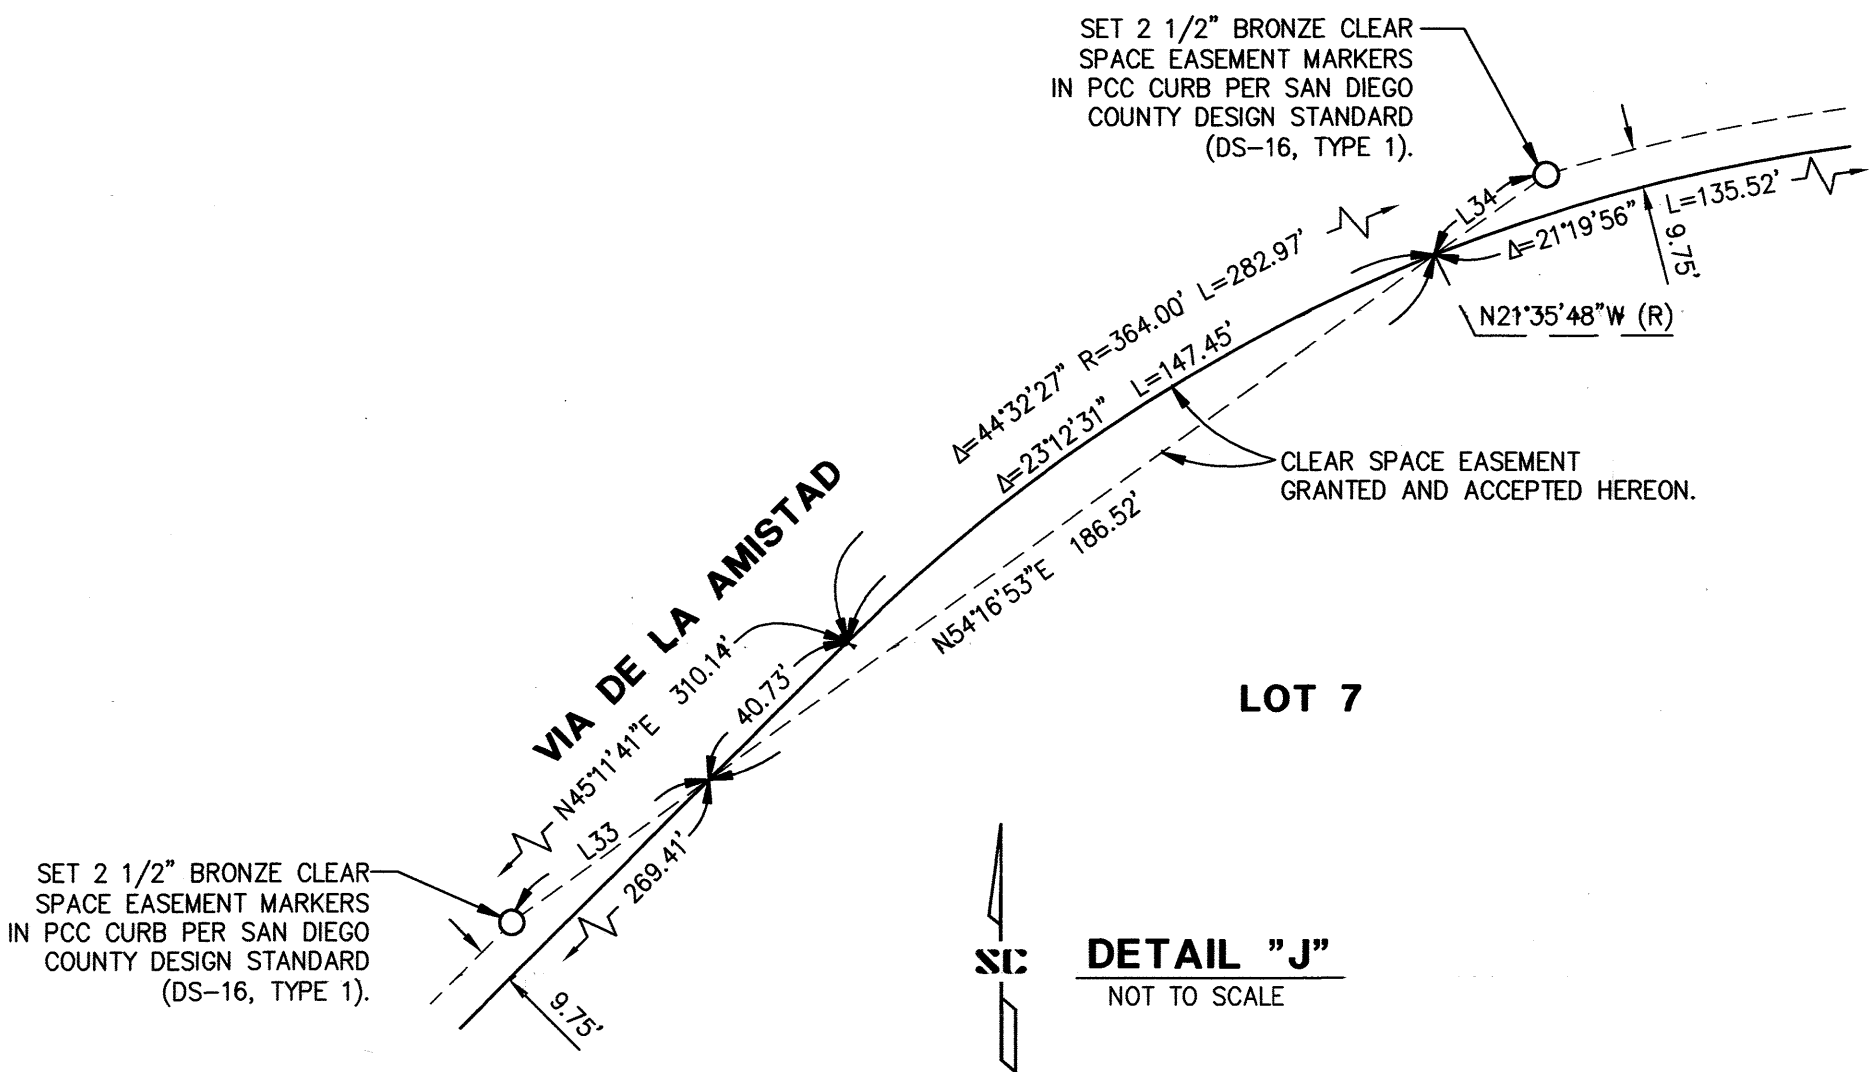 SET 2 1/2" BRONZE CLEAR
SPACE EASEMENT MARKERS
IN PCC CURB PER SAN DIEGO
COUNTY DESIGN STANDARD
(DS-16, TYPE 1).
L34
Δ=21°19'56" L=135.52'
9.75'
N21°35'48"W (R)
Δ=44°32'27" R=364.00' L=282.97'
Δ=23°12'31" L=147.45'
CLEAR SPACE EASEMENT
GRANTED AND ACCEPTED HEREON.
N54°16'53"E 186.52'
VIA DE LA AMISTAD
N45°11'41"E 310.14'
40.73'
LOT 7
L33
269.41'
SET 2 1/2" BRONZE CLEAR
SPACE EASEMENT MARKERS
IN PCC CURB PER SAN DIEGO
COUNTY DESIGN STANDARD
(DS-16, TYPE 1).
9.75'
SC
DETAIL "J"
NOT TO SCALE